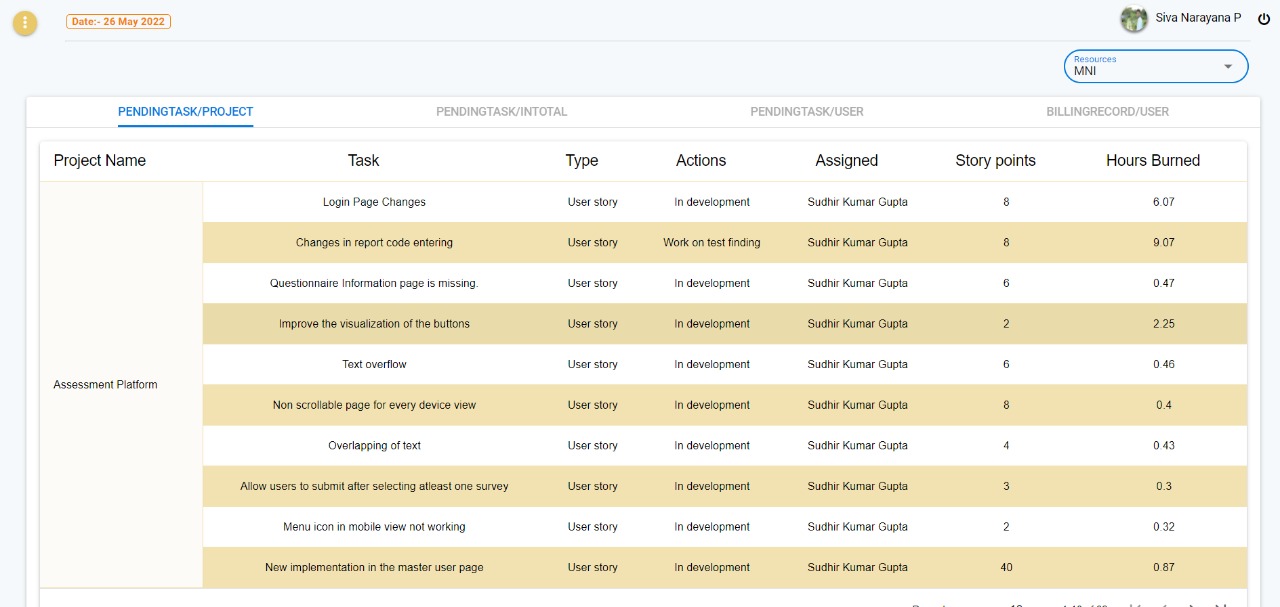 Date:- 26 May 2022
Siva Narayana P
Resources
MNI
PENDINGTASK/PROJECT PENDINGTASK/INTOTAL PENDINGTASK/USER BILLINGRECORD/USER
Project Name Task Type Actions Assigned Story points Hours Burned
Login Page Changes User story In development Sudhir Kumar Gupta 8 6.07
Changes in report code entering User story Work on test finding Sudhir Kumar Gupta 8 9.07
Questionnaire Information page is missing. User story In development Sudhir Kumar Gupta 6 0.47
Improve the visualization of the buttons User story In development Sudhir Kumar Gupta 2 2.25
Text overflow User story In development Sudhir Kumar Gupta 6 0.46
Assessment Platform
Non scrollable page for every device view User story In development Sudhir Kumar Gupta 8 0.4
Overlapping of text User story In development Sudhir Kumar Gupta 4 0.43
Allow users to submit after selecting atleast one survey User story In development Sudhir Kumar Gupta 3 0.3
Menu icon in mobile view not working User story In development Sudhir Kumar Gupta 2 0.32
New implementation in the master user page User story In development Sudhir Kumar Gupta 40 0.87